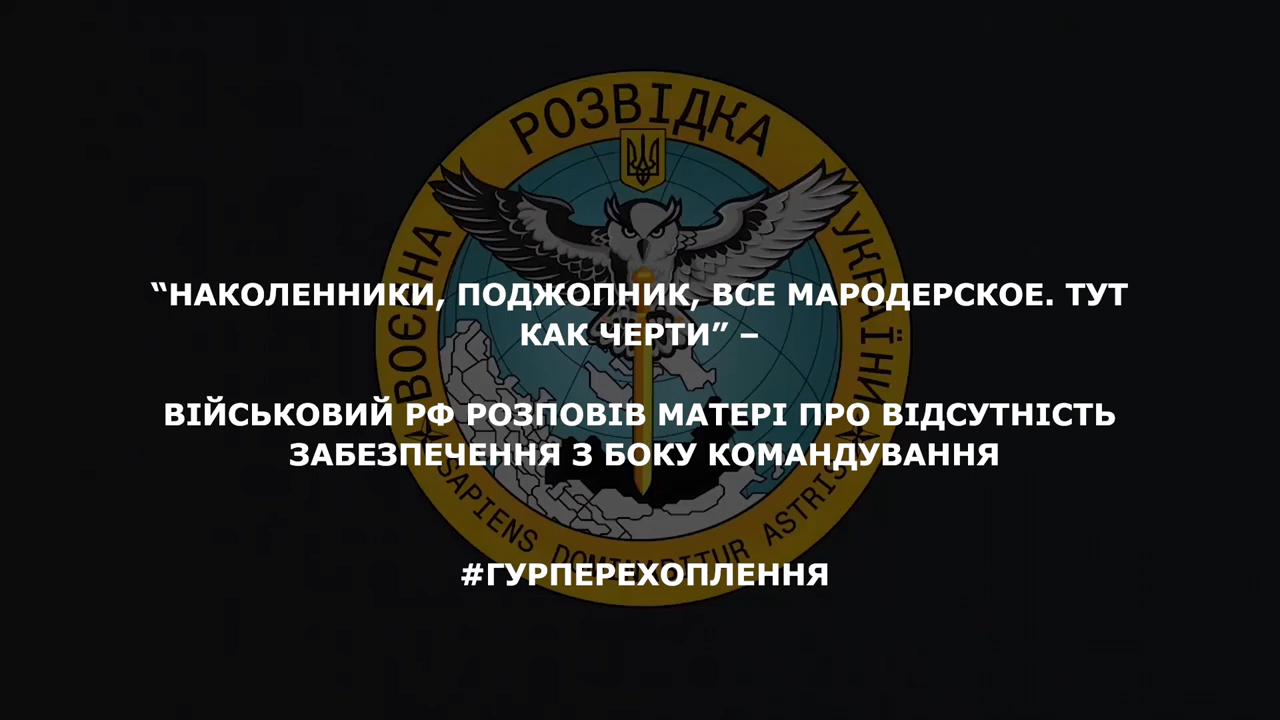 РОЗВІДКА
ВОЄННА
УКРАЇНИ
“НАКОЛЕННИКИ, ПОДЖОПНИК, ВСЕ МАРОДЕРСКОЕ. ТУТ
КАК ЧЕРТИ” –
ВІЙСЬКОВИЙ РФ РОЗПОВІВ МАТЕРІ ПРО ВІДСУТНІСТЬ
ЗАБЕЗПЕЧЕННЯ З БОКУ КОМАНДУВАННЯ
SAPIENS DOMINABITUR ASTRIS
#ГУРПЕРЕХОПЛЕННЯ